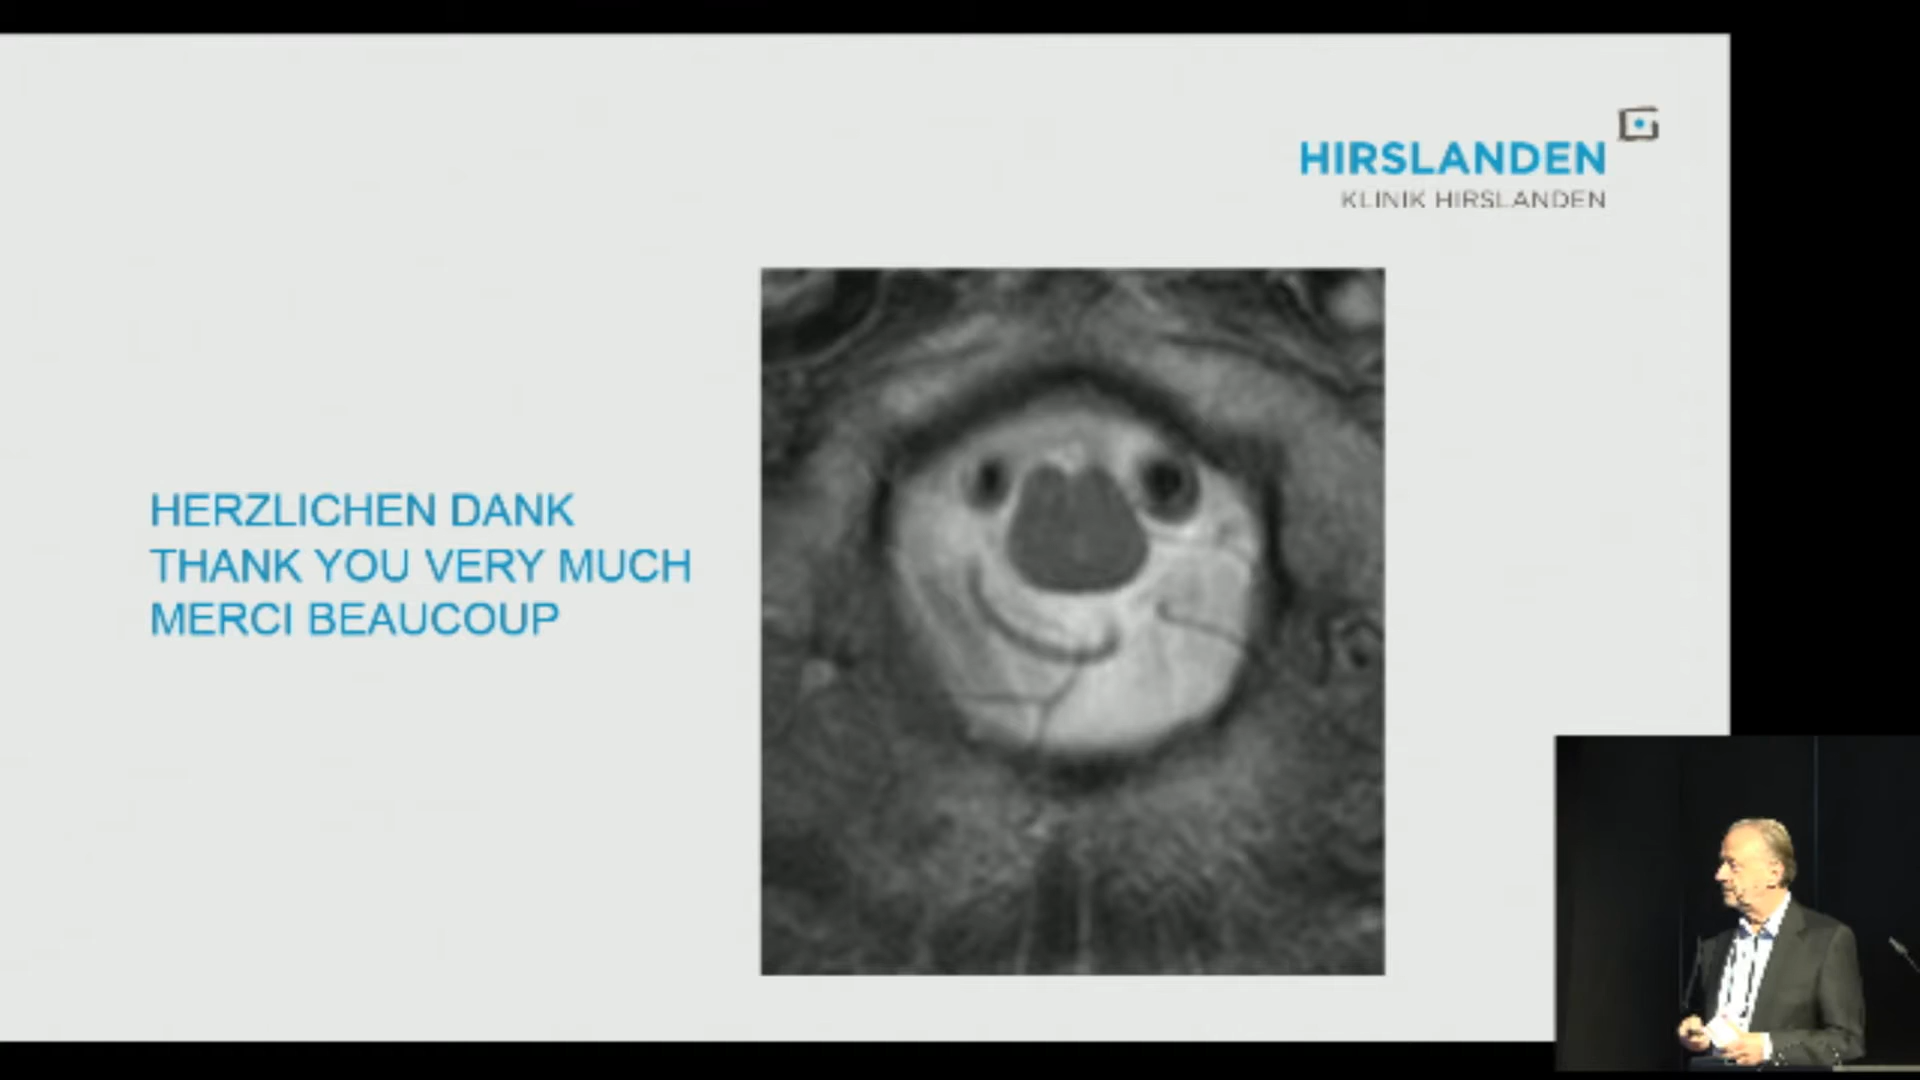 HIRSLANDEN
KLINIK HIRSLANDEN
HERZLICHEN DANK
THANK YOU VERY MUCH
MERCI BEAUCOUP